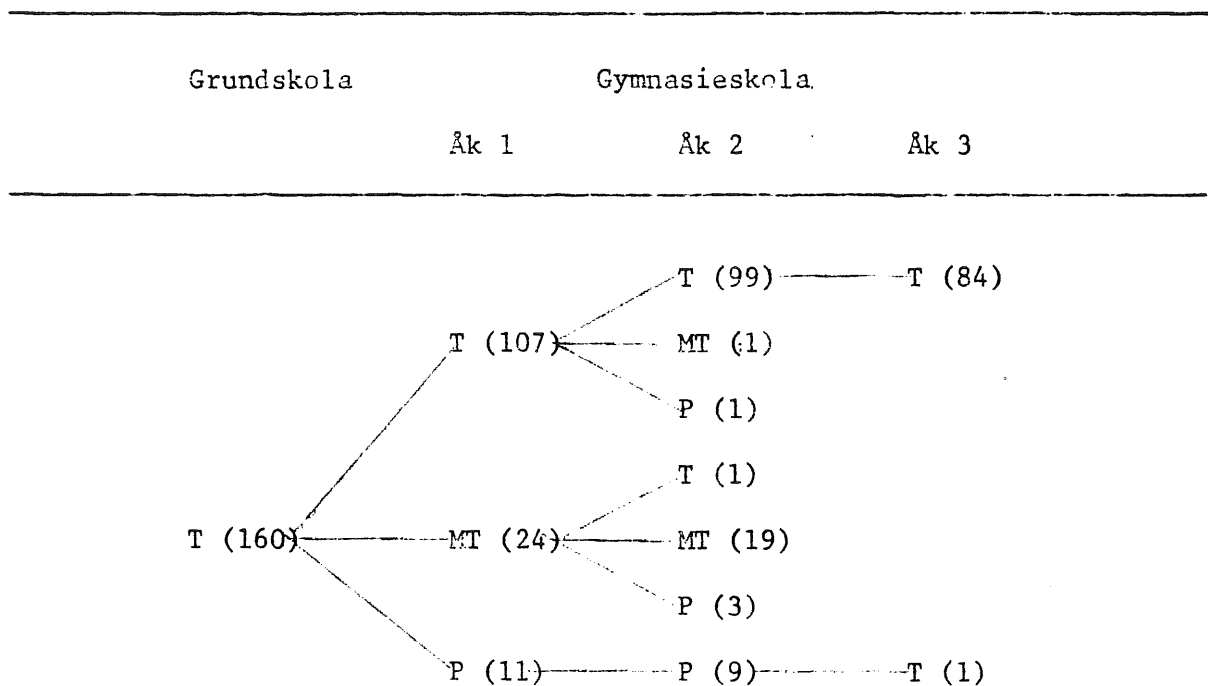 Grundskola Gymnasieskola
Åk 1 Åk 2 Åk 3
T (99) T (84)
T (107) MT (1)
P (1)
T (1)
T (160) MT (24) MT (19)
P (3)
P (11) P (9) T (1)